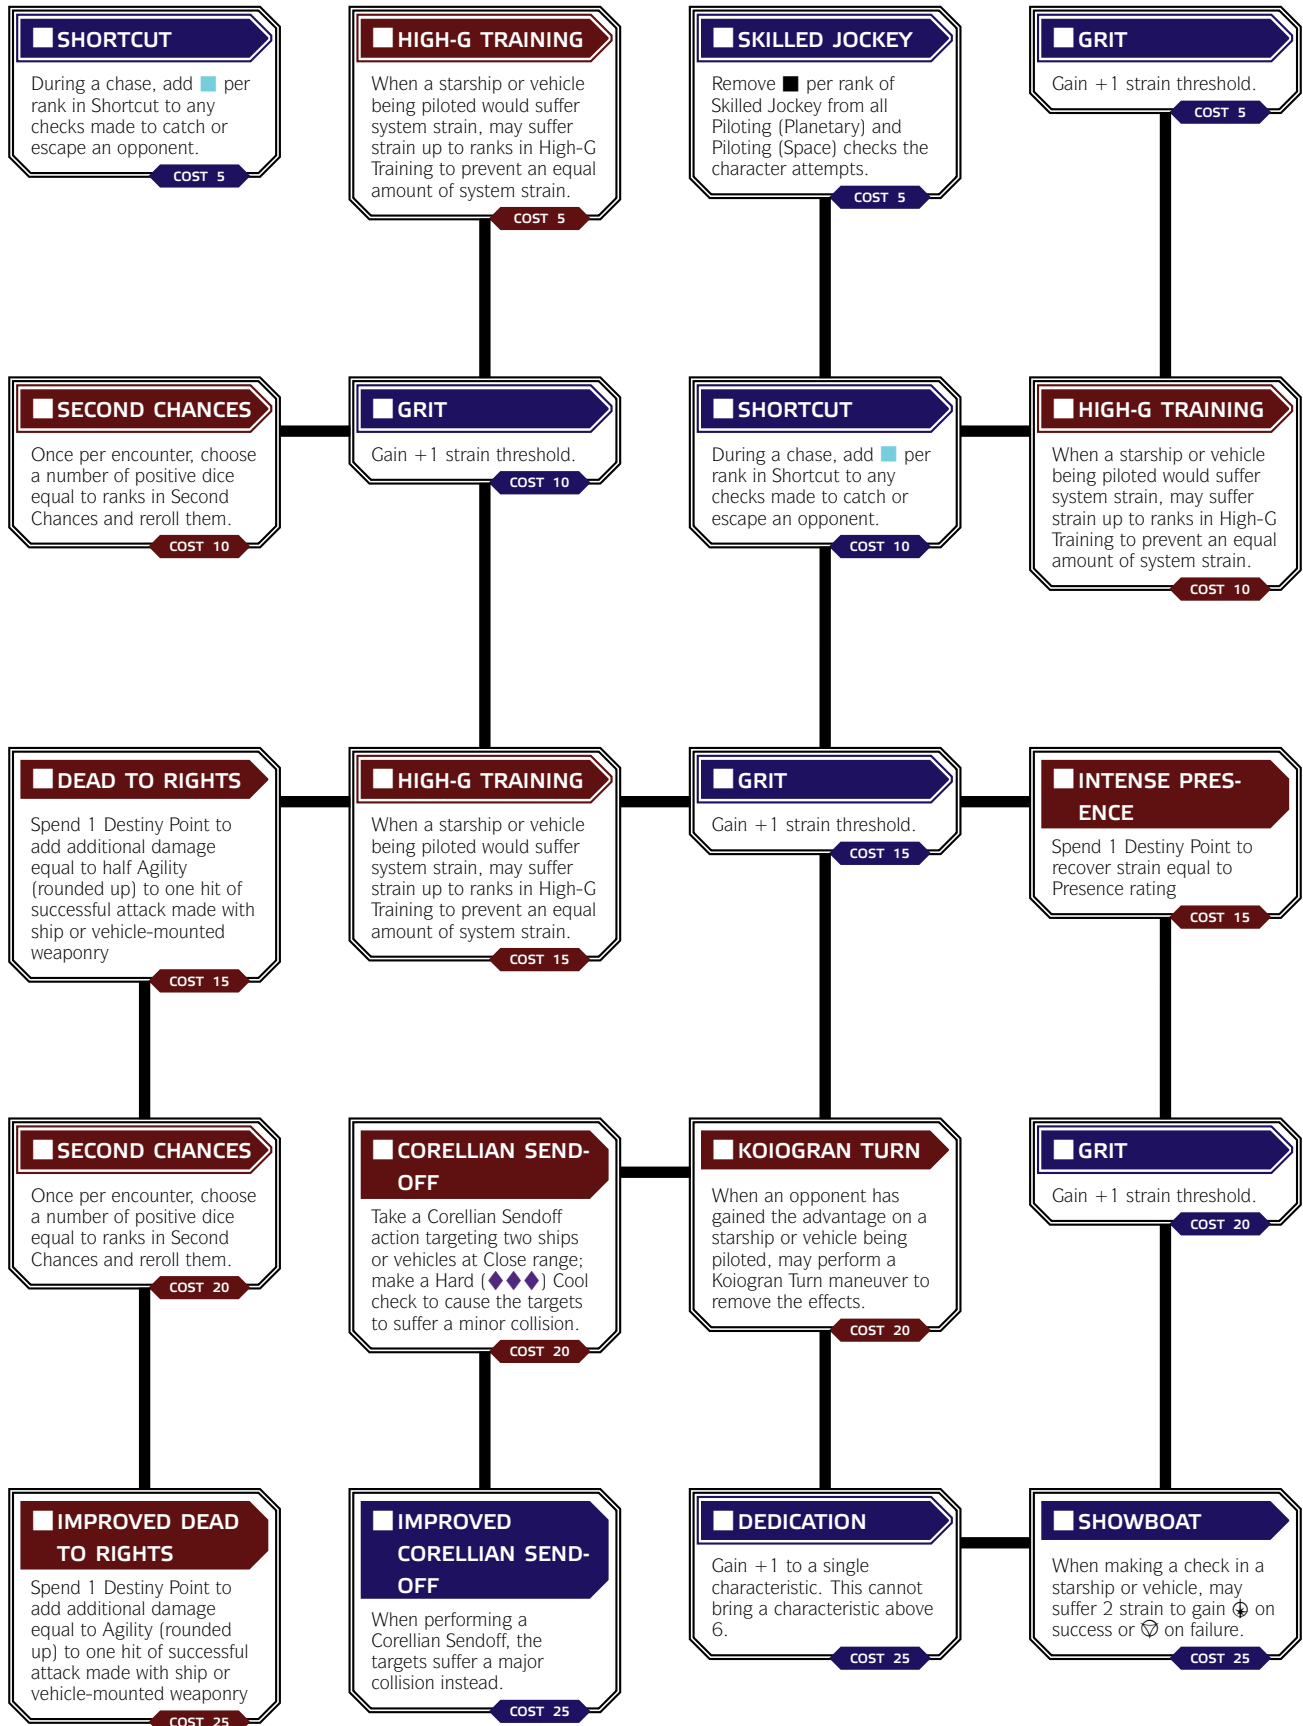 SHORTCUT
During a chase, add per
rank in Shortcut to any
checks made to catch or
escape an opponent.
COST 5
HIGH-G TRAINING
When a starship or vehicle
being piloted would suffer
system strain, may suffer
strain up to ranks in High-G
Training to prevent an equal
amount of system strain.
COST 5
SKILLED JOCKEY
Remove per rank of
Skilled Jockey from all
Piloting (Planetary) and
Piloting (Space) checks the
character attempts.
COST 5
GRIT
Gain +1 strain threshold.
COST 5
SECOND CHANCES
Once per encounter, choose
a number of positive dice
equal to ranks in Second
Chances and reroll them.
COST 10
GRIT
Gain +1 strain threshold.
COST 10
SHORTCUT
During a chase, add per
rank in Shortcut to any
checks made to catch or
escape an opponent.
COST 10
HIGH-G TRAINING
When a starship or vehicle
being piloted would suffer
system strain, may suffer
strain up to ranks in High-G
Training to prevent an equal
amount of system strain.
COST 10
DEAD TO RIGHTS
Spend 1 Destiny Point to
add additional damage
equal to half Agility
(rounded up) to one hit of
successful attack made with
ship or vehicle-mounted
weaponry
COST 15
HIGH-G TRAINING
When a starship or vehicle
being piloted would suffer
system strain, may suffer
strain up to ranks in High-G
Training to prevent an equal
amount of system strain.
COST 15
GRIT
Gain +1 strain threshold.
COST 15
INTENSE PRES-
ENCE
Spend 1 Destiny Point to
recover strain equal to
Presence rating
COST 15
SECOND CHANCES
Once per encounter, choose
a number of positive dice
equal to ranks in Second
Chances and reroll them.
COST 20
CORELLIAN SEND-
OFF
Take a Corellian Sendoff
action targeting two ships
or vehicles at Close range;
make a Hard (♦♦♦) Cool
check to cause the targets
to suffer a minor collision.
COST 20
KOIOGRAN TURN
When an opponent has
gained the advantage on a
starship or vehicle being
piloted, may perform a
Koiogran Turn maneuver to
remove the effects.
COST 20
GRIT
Gain +1 strain threshold.
COST 20
IMPROVED DEAD
TO RIGHTS
Spend 1 Destiny Point to
add additional damage
equal to Agility (rounded
up) to one hit of successful
attack made with ship or
vehicle-mounted weaponry
COST 25
IMPROVED
CORELLIAN SEND-
OFF
When performing a
Corellian Sendoff, the
targets suffer a major
collision instead.
COST 25
DEDICATION
Gain +1 to a single
characteristic. This cannot
bring a characteristic above
6.
COST 25
SHOWBOAT
When making a check in a
starship or vehicle, may
suffer 2 strain to gain on
success or on failure.
COST 25